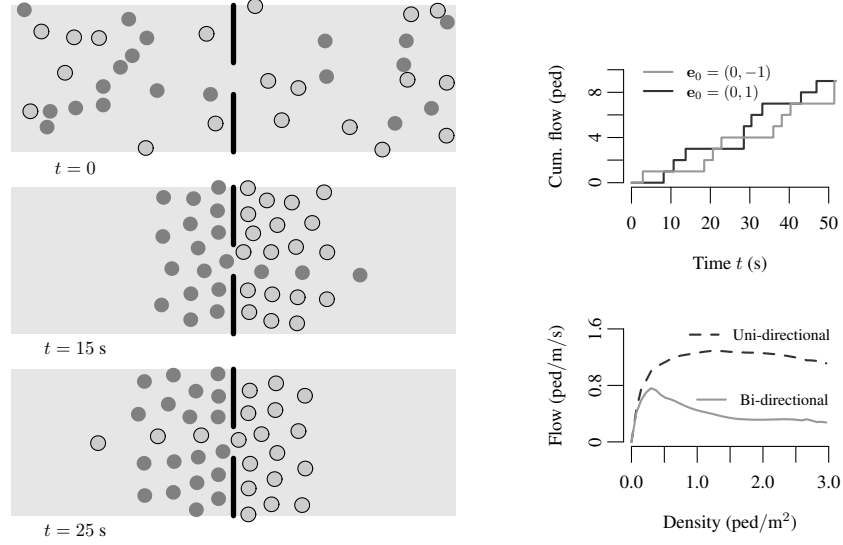 t = 0
t = 15 s
t = 25 s
Cum. flow (ped)
0 4 8
e₀ = (0, −1)
e₀ = (0, 1)
0 10 20 30 40 50
Time t (s)
Flow (ped/m/s)
0 0.8 1.6
Uni-directional
Bi-directional
0.0 1.0 2.0 3.0
Density (ped/m²)